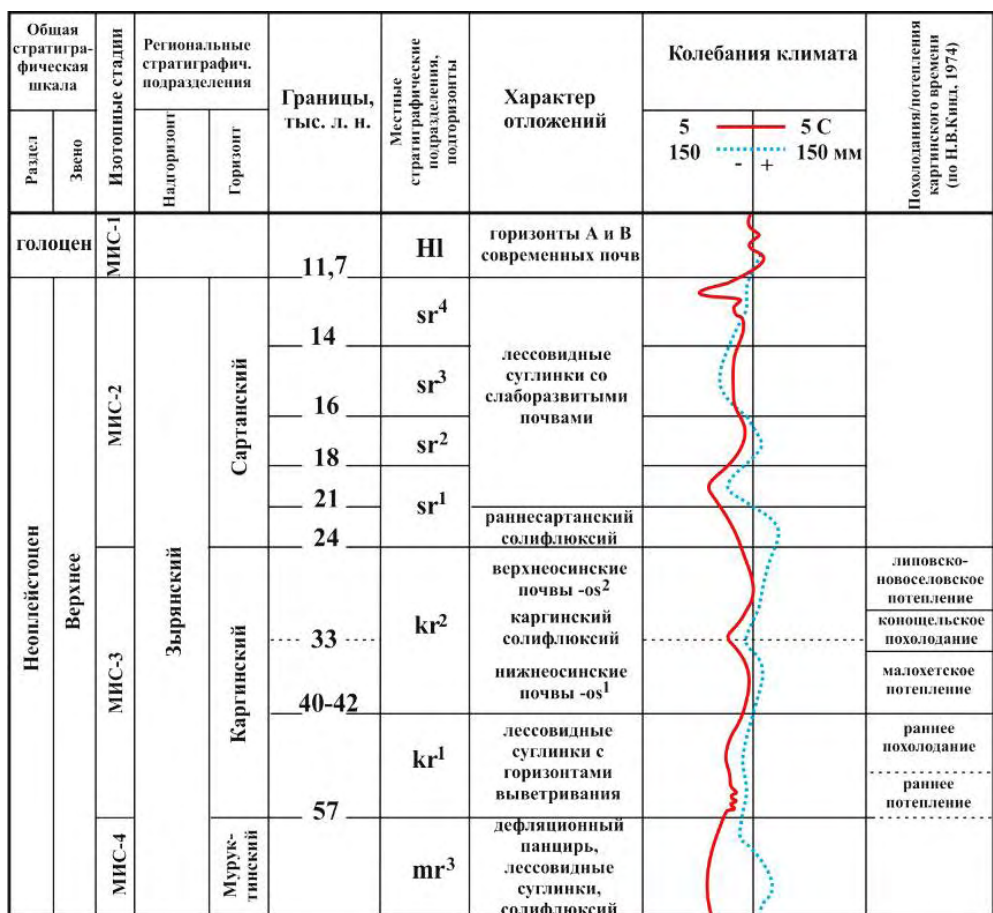 Общая
стратигра-
фическая
шкала
Раздел
Звено
Изотопные стадии
Региональные
стратиграфич.
подразделения
Надгоризонт
Горизонт
Границы,
тыс. л. н.
Местные
стратиграфические
подразделения,
подгоризонты
Характер
отложений
Колебания климата
5 5 С
150 150 мм
- +
Похолодания/потепления
каргинского времени
(по Н.В.Кинд, 1974)
голоцен
МИС-1
11,7
Hl
горизонты А и В
современных почв
Неоплейстоцен
Верхнее
МИС-2
Зырянский
Сартанский
14
16
18
21
24
sr⁴
sr³
sr²
sr¹
лессовидные
суглинки со
слаборазвитыми
почвами
раннесартанский
солифлюксий
МИС-3
Каргинский
33
40-42
57
kr²
kr¹
верхнеосинские
почвы -os²
каргинский
солифлюксий
нижнеосинские
почвы -os¹
лессовидные
суглинки с
горизонтами
выветривания
липовско-
новоселовское
потепление
конощельское
похолодание
малохетское
потепление
раннее
похолодание
раннее
потепление
МИС-4
Мурук-
тинский
mr³
дефляционный
панцирь,
лессовидные
суглинки,
солифлюксий